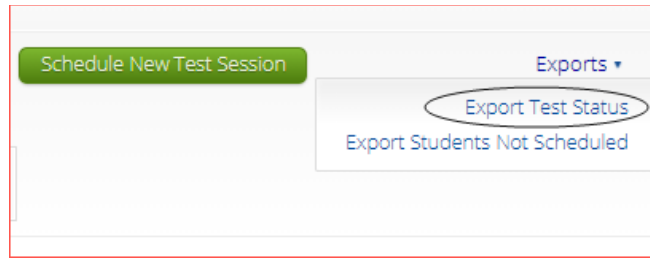 Schedule New Test Session
Exports ▾
Export Test Status
Export Students Not Scheduled